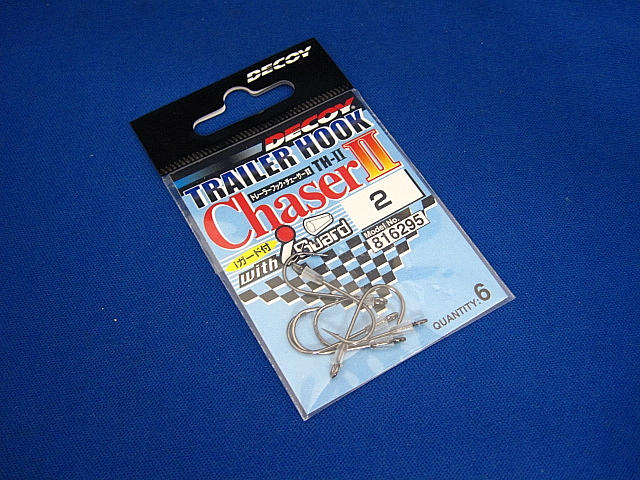 DECOY
DECOY
TRAILER HOOK
トレーラーフック・チェーサーII TH-II
Chaser II
iガード付
with i Guard
2
Model No.
816295
QUANTITY: 6